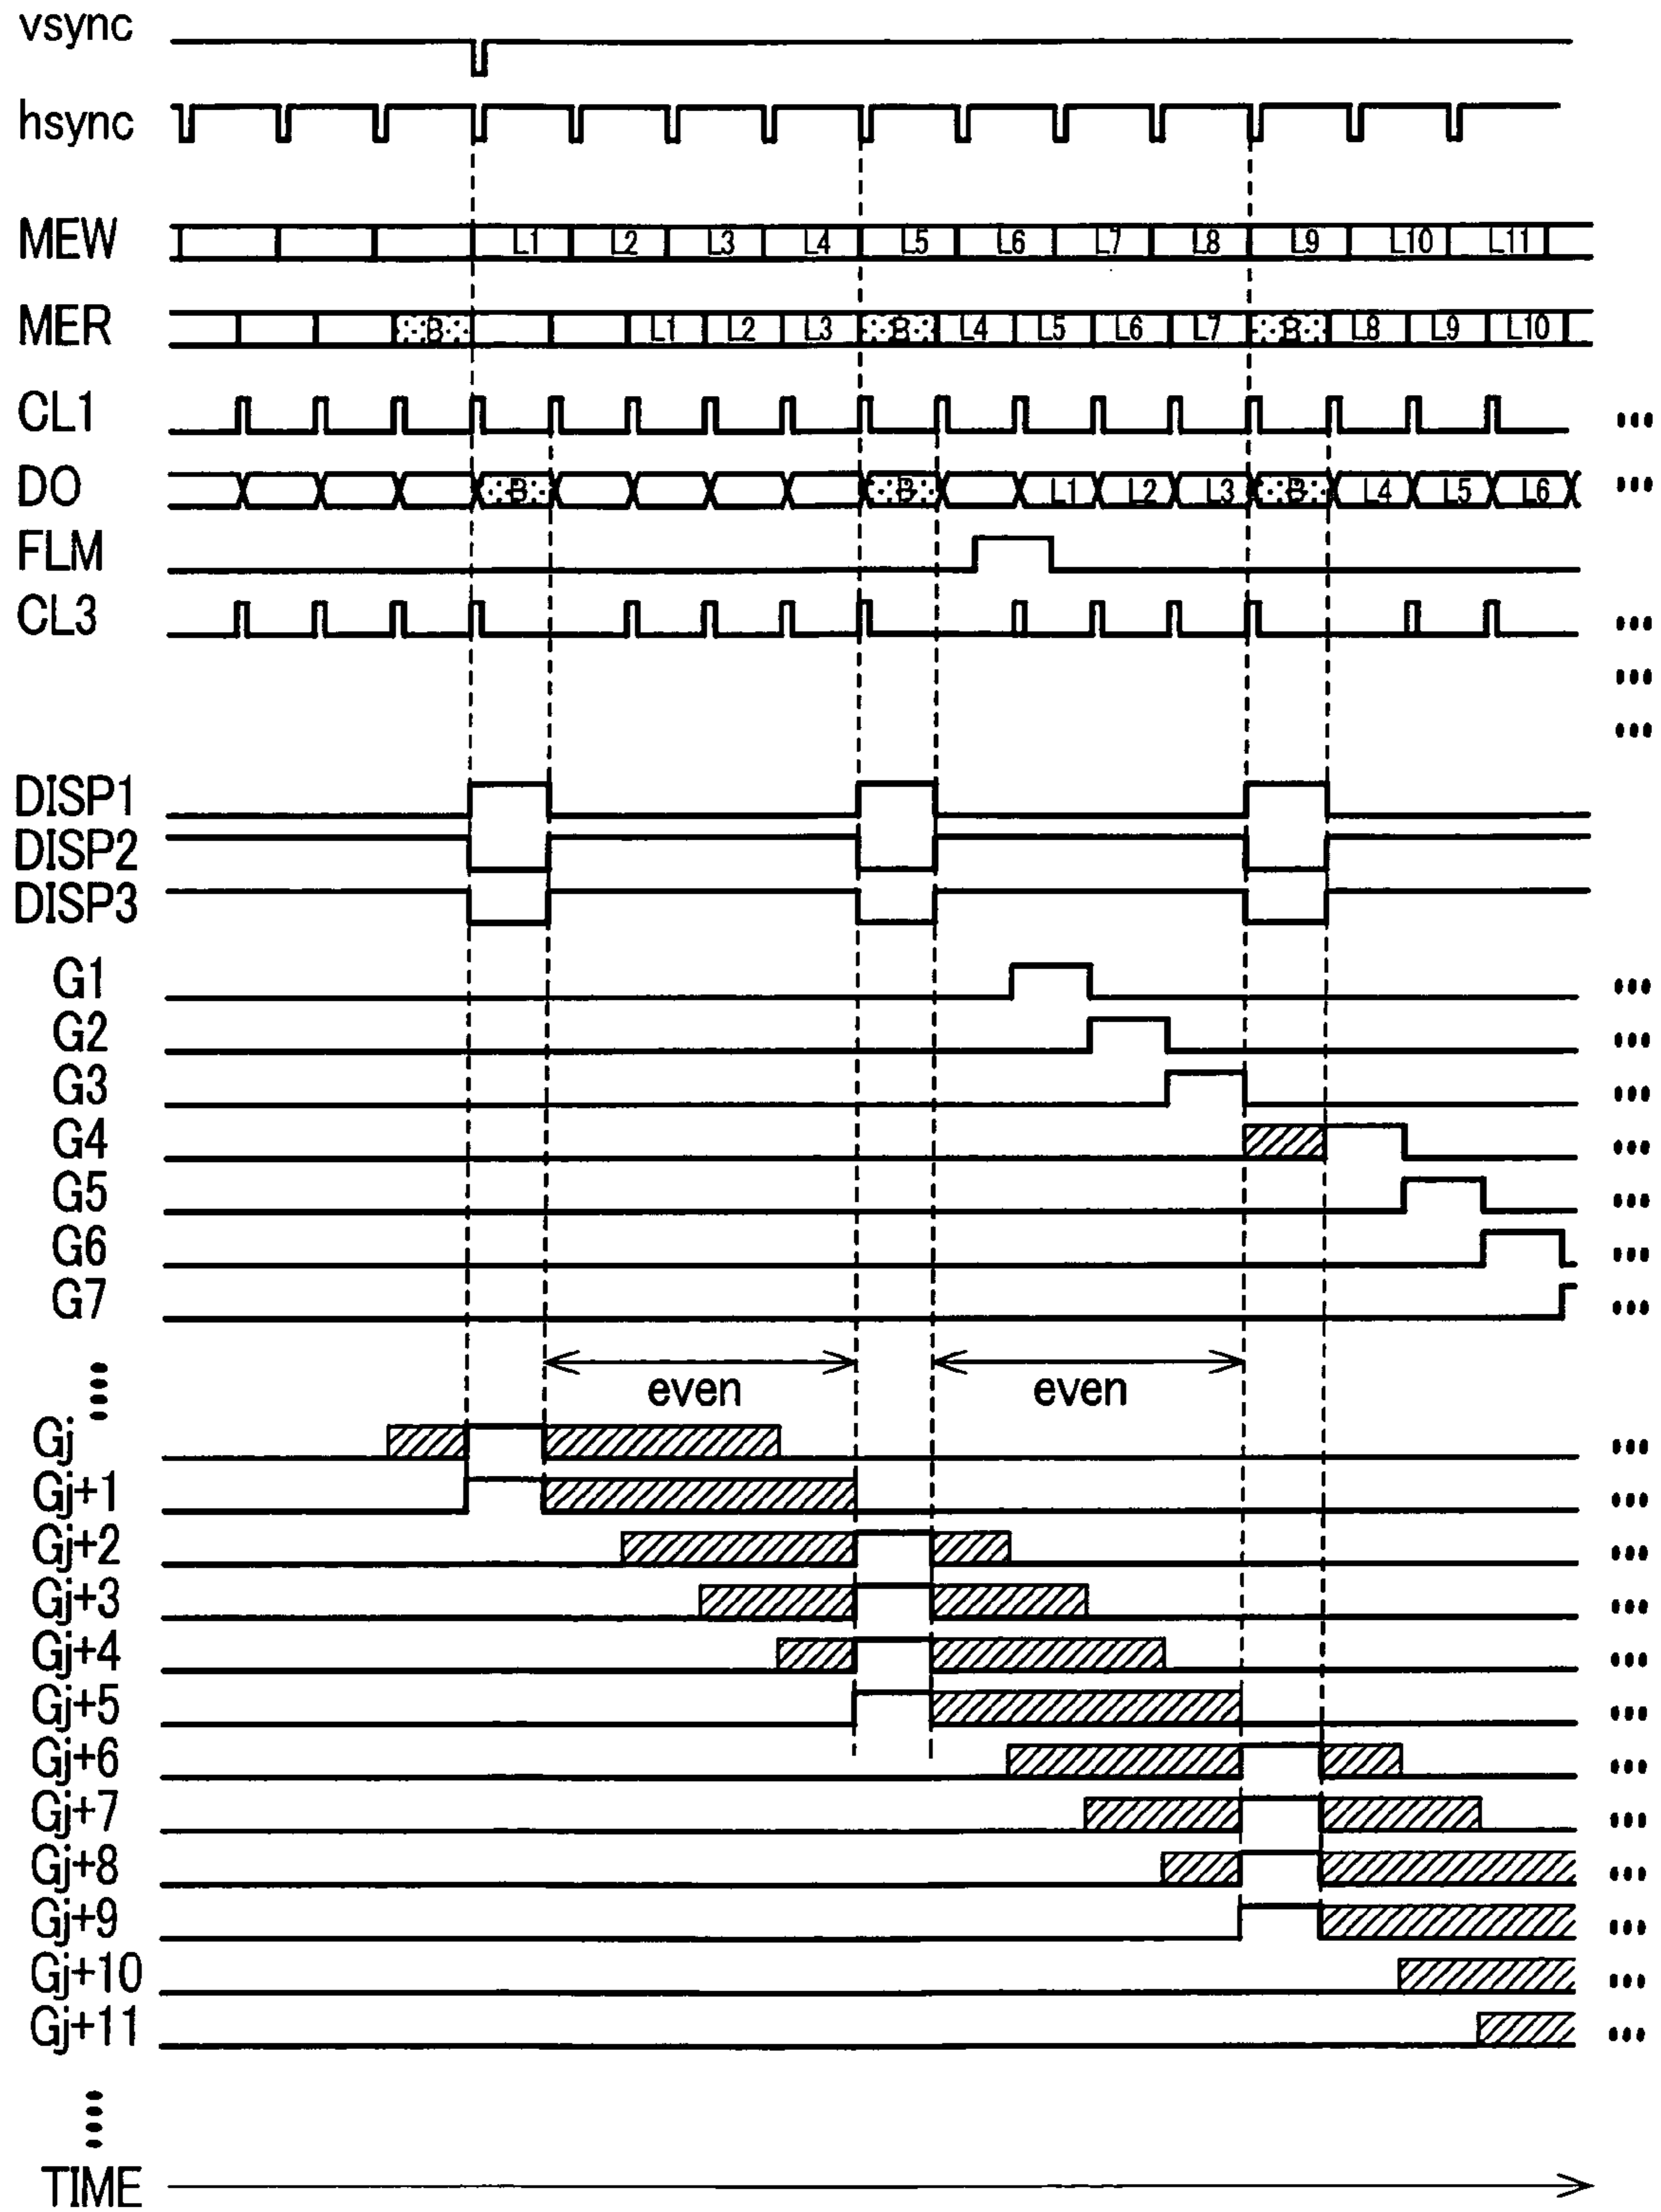 vsync
hsync
MEW L1 L2 L3 L4 L5 L6 L7 L8 L9 L10 L11
MER B L1 L2 L3 B L4 L5 L6 L7 B L8 L9 L10
CL1 ...
DO B B L1 L2 L3 B L4 L5 L6 ...
FLM
CL3 ...
...
...
DISP1
DISP2
DISP3
G1 ...
G2 ...
G3 ...
G4 ...
G5 ...
G6 ...
G7 ...
even even
Gj ...
Gj+1 ...
Gj+2 ...
Gj+3 ...
Gj+4 ...
Gj+5 ...
Gj+6 ...
Gj+7 ...
Gj+8 ...
Gj+9 ...
Gj+10 ...
Gj+11 ...
TIME